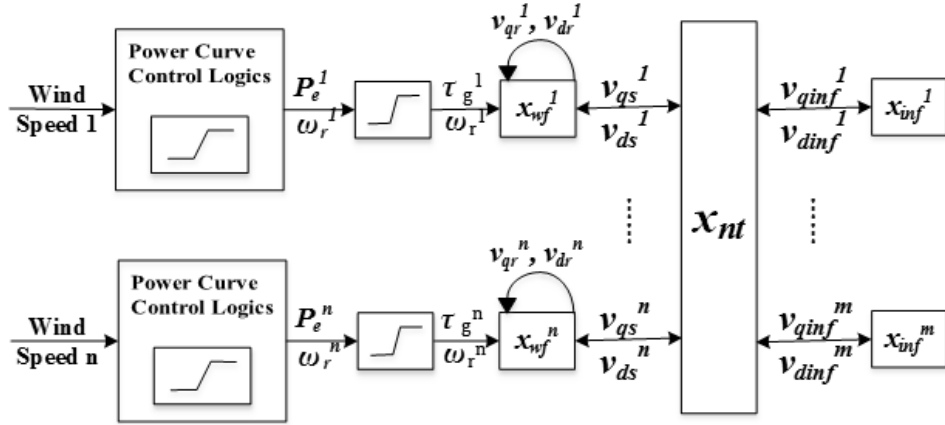 Power Curve
Control Logics
Wind
Speed 1
P_e^1
ω_r^1
τ_g^1
ω_r^1
v_qr^1, v_dr^1
x_wf^1
v_qs^1
v_ds^1
x_nt
v_qinf^1
v_dinf^1
x_inf^1
Power Curve
Control Logics
Wind
Speed n
P_e^n
ω_r^n
τ_g^n
ω_r^n
v_qr^n, v_dr^n
x_wf^n
v_qs^n
v_ds^n
v_qinf^m
v_dinf^m
x_inf^m